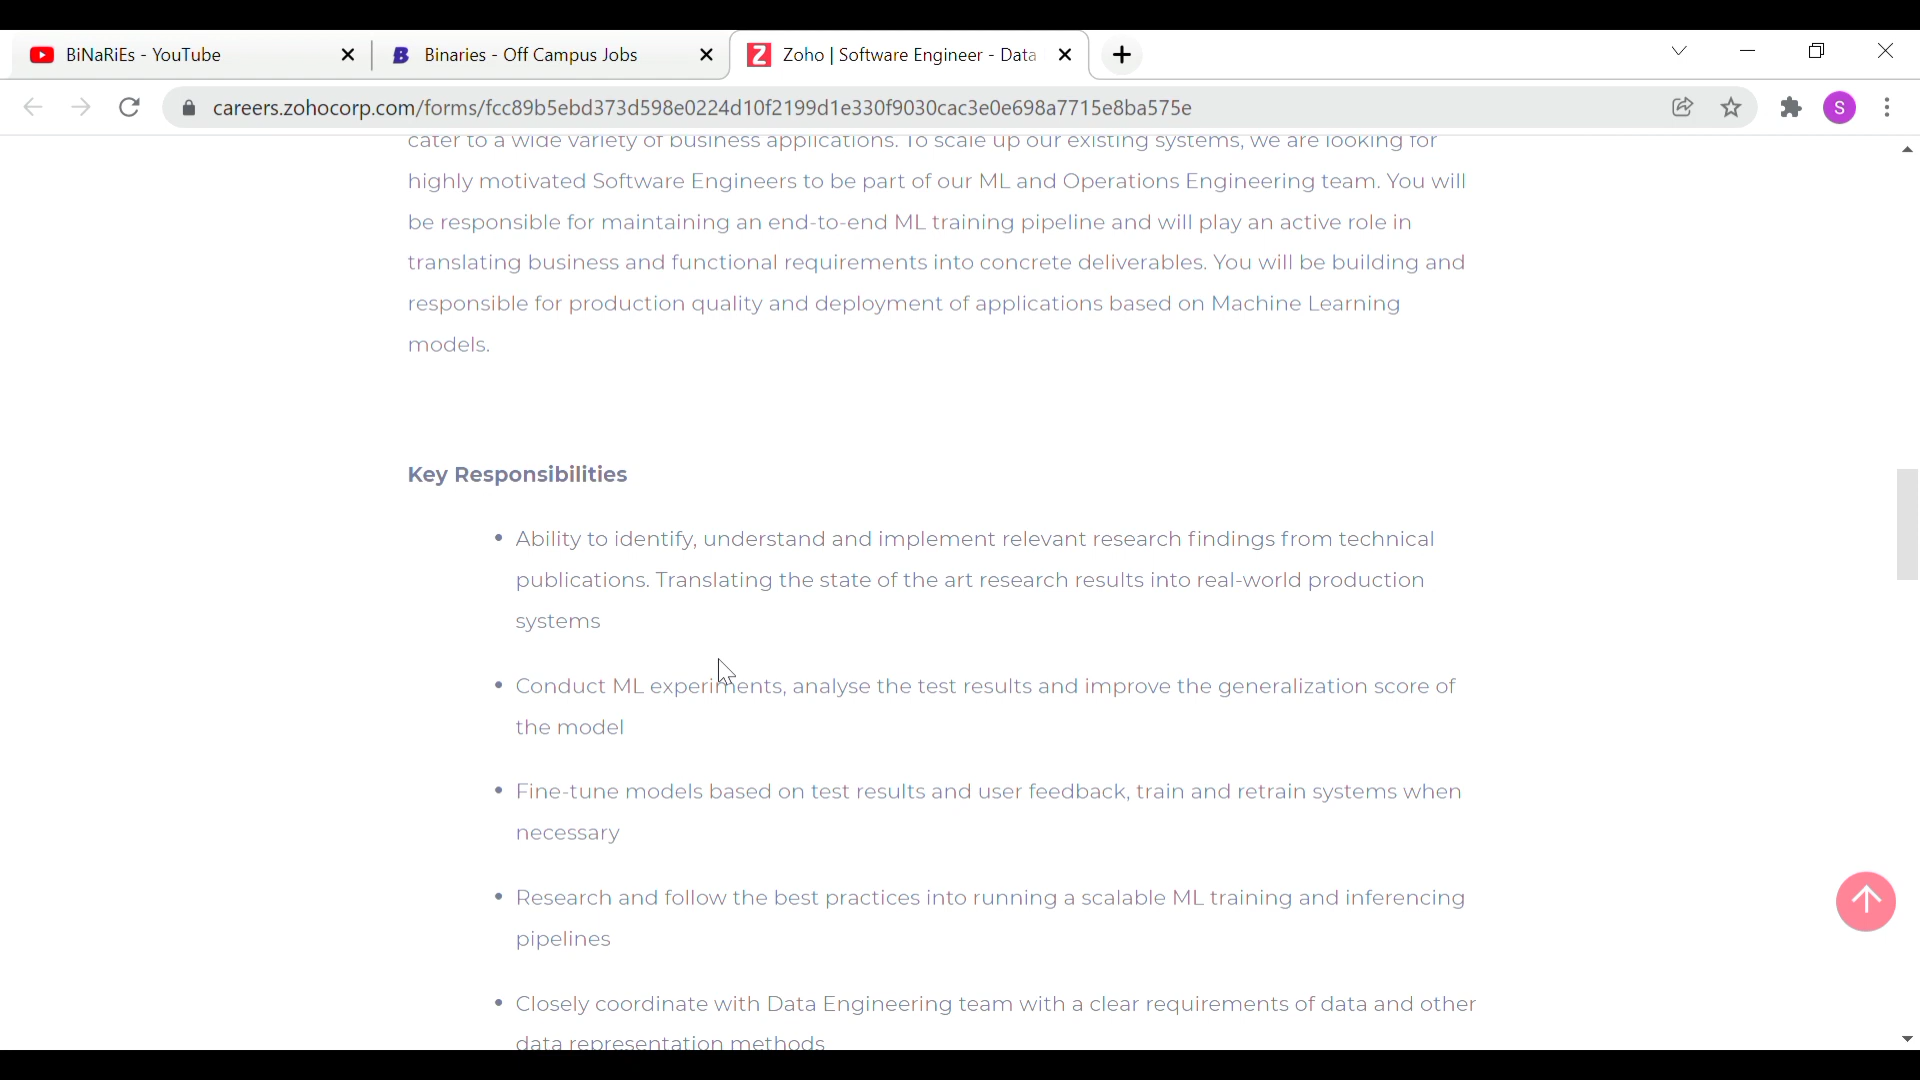 BiNaRiEs - YouTube
Binaries - Off Campus Jobs
Zoho | Software Engineer - Data
careers.zohocorp.com/forms/fcc89b5ebd373d598e0224d10f2199d1e330f9030cac3e0e698a7715e8ba575e
S
cater to a wide variety of business applications. To scale up our existing systems, we are looking for
highly motivated Software Engineers to be part of our ML and Operations Engineering team. You will
be responsible for maintaining an end-to-end ML training pipeline and will play an active role in
translating business and functional requirements into concrete deliverables. You will be building and
responsible for production quality and deployment of applications based on Machine Learning
models.
Key Responsibilities
• Ability to identify, understand and implement relevant research findings from technical
publications. Translating the state of the art research results into real-world production
systems
• Conduct ML experiments, analyse the test results and improve the generalization score of
the model
• Fine-tune models based on test results and user feedback, train and retrain systems when
necessary
• Research and follow the best practices into running a scalable ML training and inferencing
pipelines
• Closely coordinate with Data Engineering team with a clear requirements of data and other
data representation methods